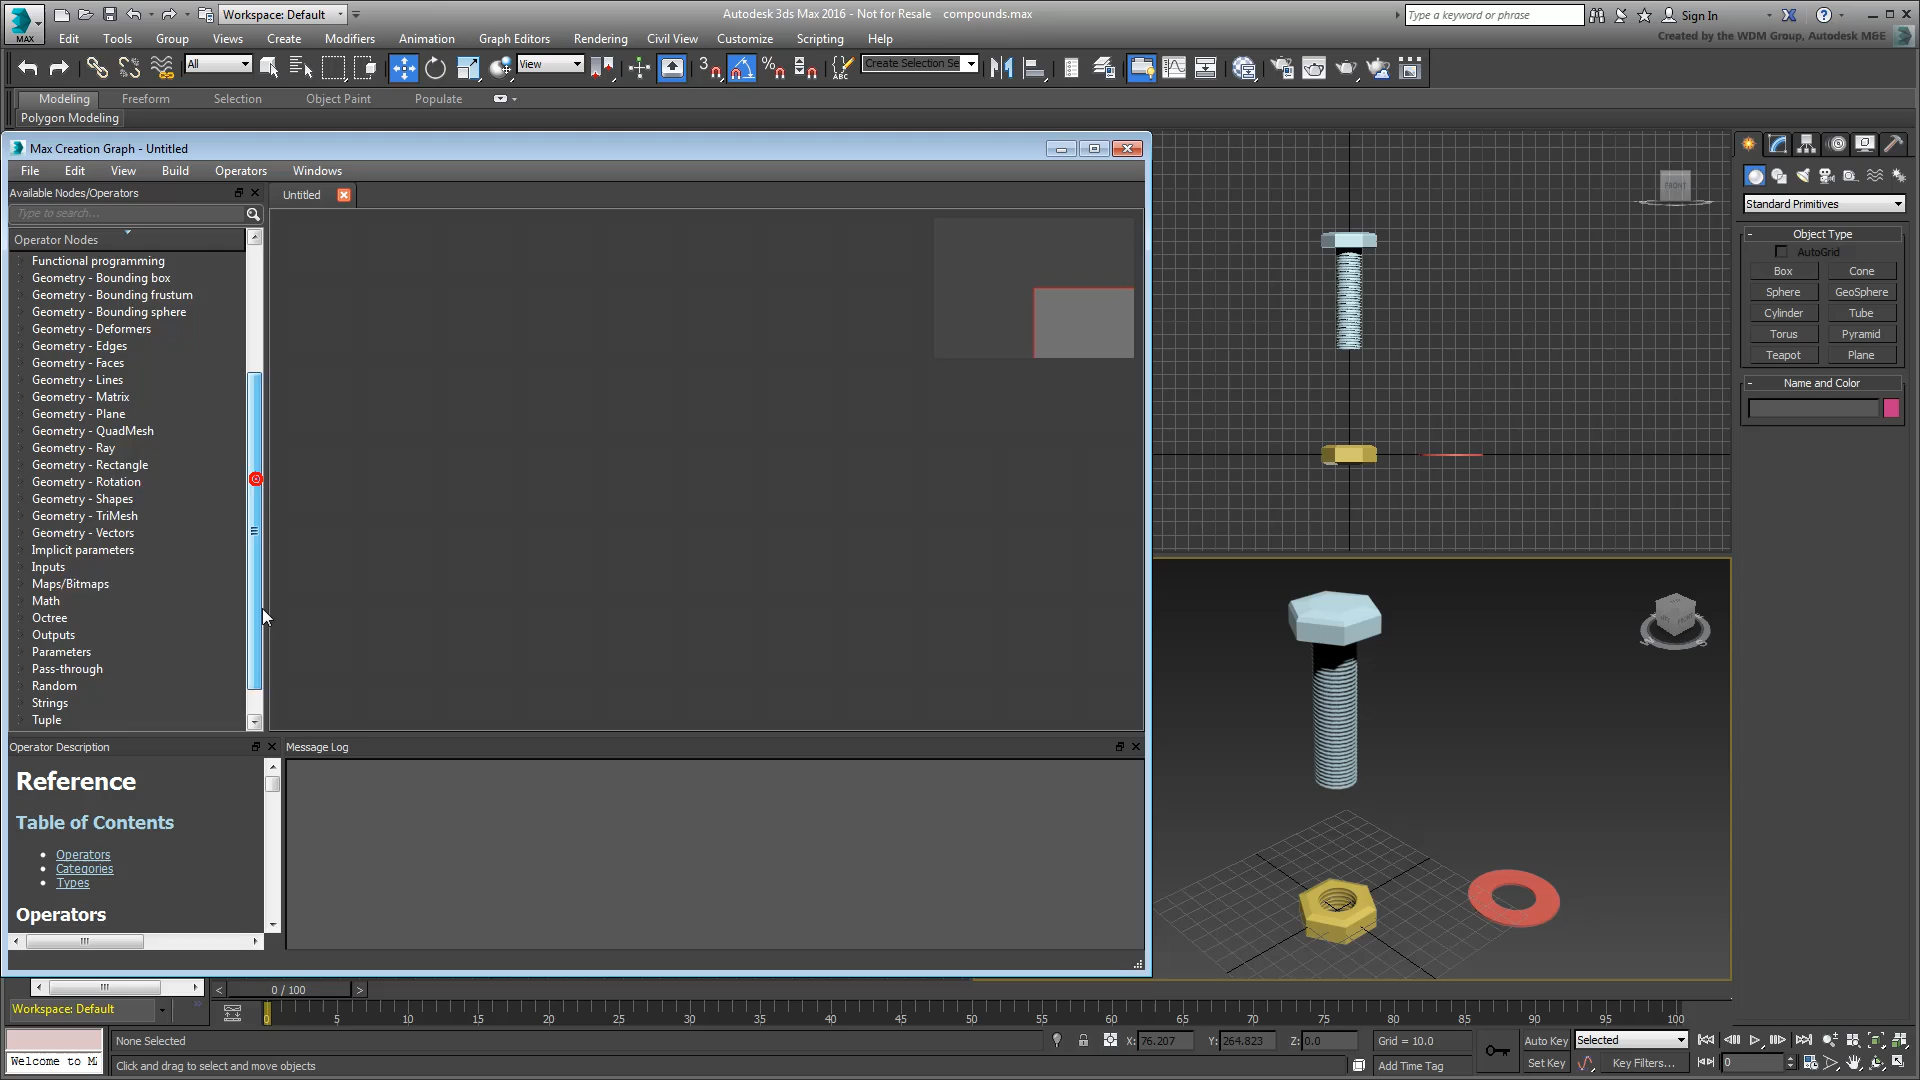 MAX
Workspace: Default
Autodesk 3ds Max 2016 - Not for Resale compounds.max
Type a keyword or phrase
Sign In
Edit Tools Group Views Create Modifiers Animation Graph Editors Rendering Civil View Customize Scripting Help
Created by the WDM Group, Autodesk M&E
All
View
3
%
ABC
Create Selection Se
Modeling Freeform Selection Object Paint Populate
Polygon Modeling
Max Creation Graph - Untitled
File Edit View Build Operators Windows
Available Nodes/Operators
Untitled
Type to search...
Operator Nodes
Functional programming
Geometry - Bounding box
Geometry - Bounding frustum
Geometry - Bounding sphere
Geometry - Deformers
Geometry - Edges
Geometry - Faces
Geometry - Lines
Geometry - Matrix
Geometry - Plane
Geometry - QuadMesh
Geometry - Ray
Geometry - Rectangle
Geometry - Rotation
Geometry - Shapes
Geometry - TriMesh
Geometry - Vectors
Implicit parameters
Inputs
Maps/Bitmaps
Math
Octree
Outputs
Parameters
Pass-through
Random
Strings
Tuple
Operator Description
Reference
Table of Contents
Operators
Categories
Types
Operators
Message Log
FRONT
Standard Primitives
- Object Type
AutoGrid
Box Cone
Sphere GeoSphere
Cylinder Tube
Torus Pyramid
Teapot Plane
- Name and Color
< 0 / 100 >
Workspace: Default
0 5 10 15 20 25 30 35 40 45 50 55 60 65 70 75 80 85 90 95 100
None Selected
X: 76.207 Y: 264.823 Z: 0.0 Grid = 10.0
Auto Key Selected
Welcome to M
Click and drag to select and move objects
Add Time Tag
Set Key Key Filters... 0